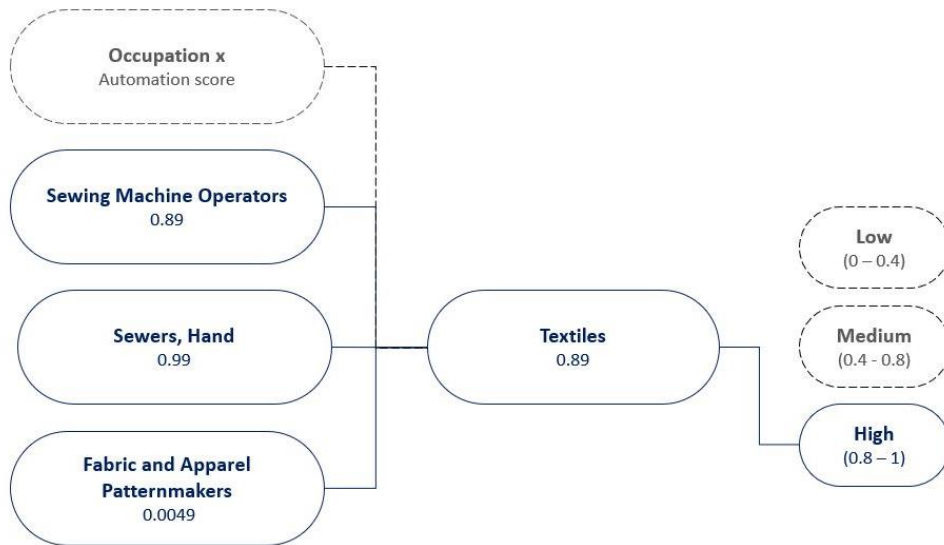 Occupation x
Automation score
Sewing Machine Operators
0.89
Sewers, Hand
0.99
Fabric and Apparel
Patternmakers
0.0049
Textiles
0.89
Low
(0 – 0.4)
Medium
(0.4 - 0.8)
High
(0.8 – 1)